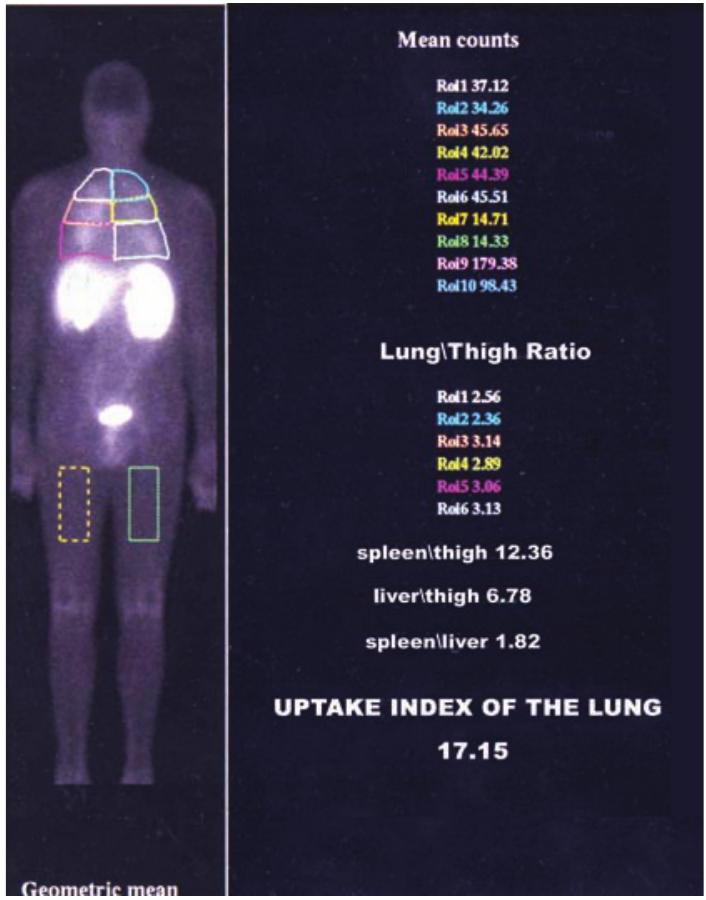 Mean counts
Roi1 37.12
Roi2 34.26
Roi3 45.65
Roi4 42.02
Roi5 44.39
Roi6 45.51
Roi7 14.71
Roi8 14.33
Roi9 179.38
Roi10 98.43
Lung\Thigh Ratio
Roi1 2.56
Roi2 2.36
Roi3 3.14
Roi4 2.89
Roi5 3.06
Roi6 3.13
spleen\thigh 12.36
liver\thigh 6.78
spleen\liver 1.82
UPTAKE INDEX OF THE LUNG
17.15
Geometric mean